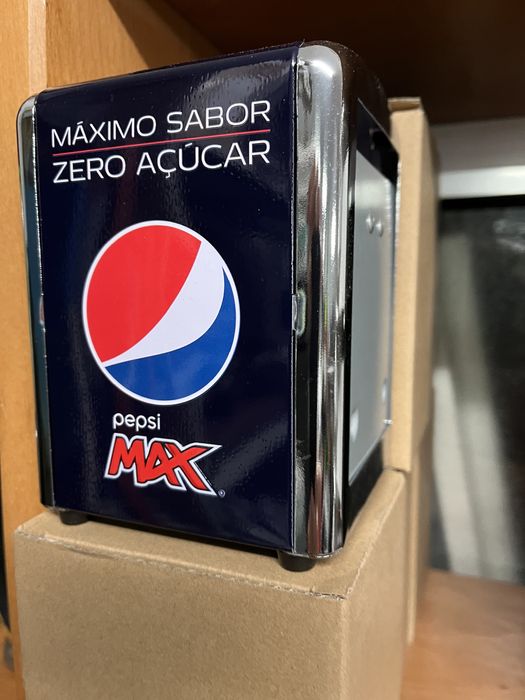 MÁXIMO SABOR
ZERO AÇÚCAR
pepsi
MAX®